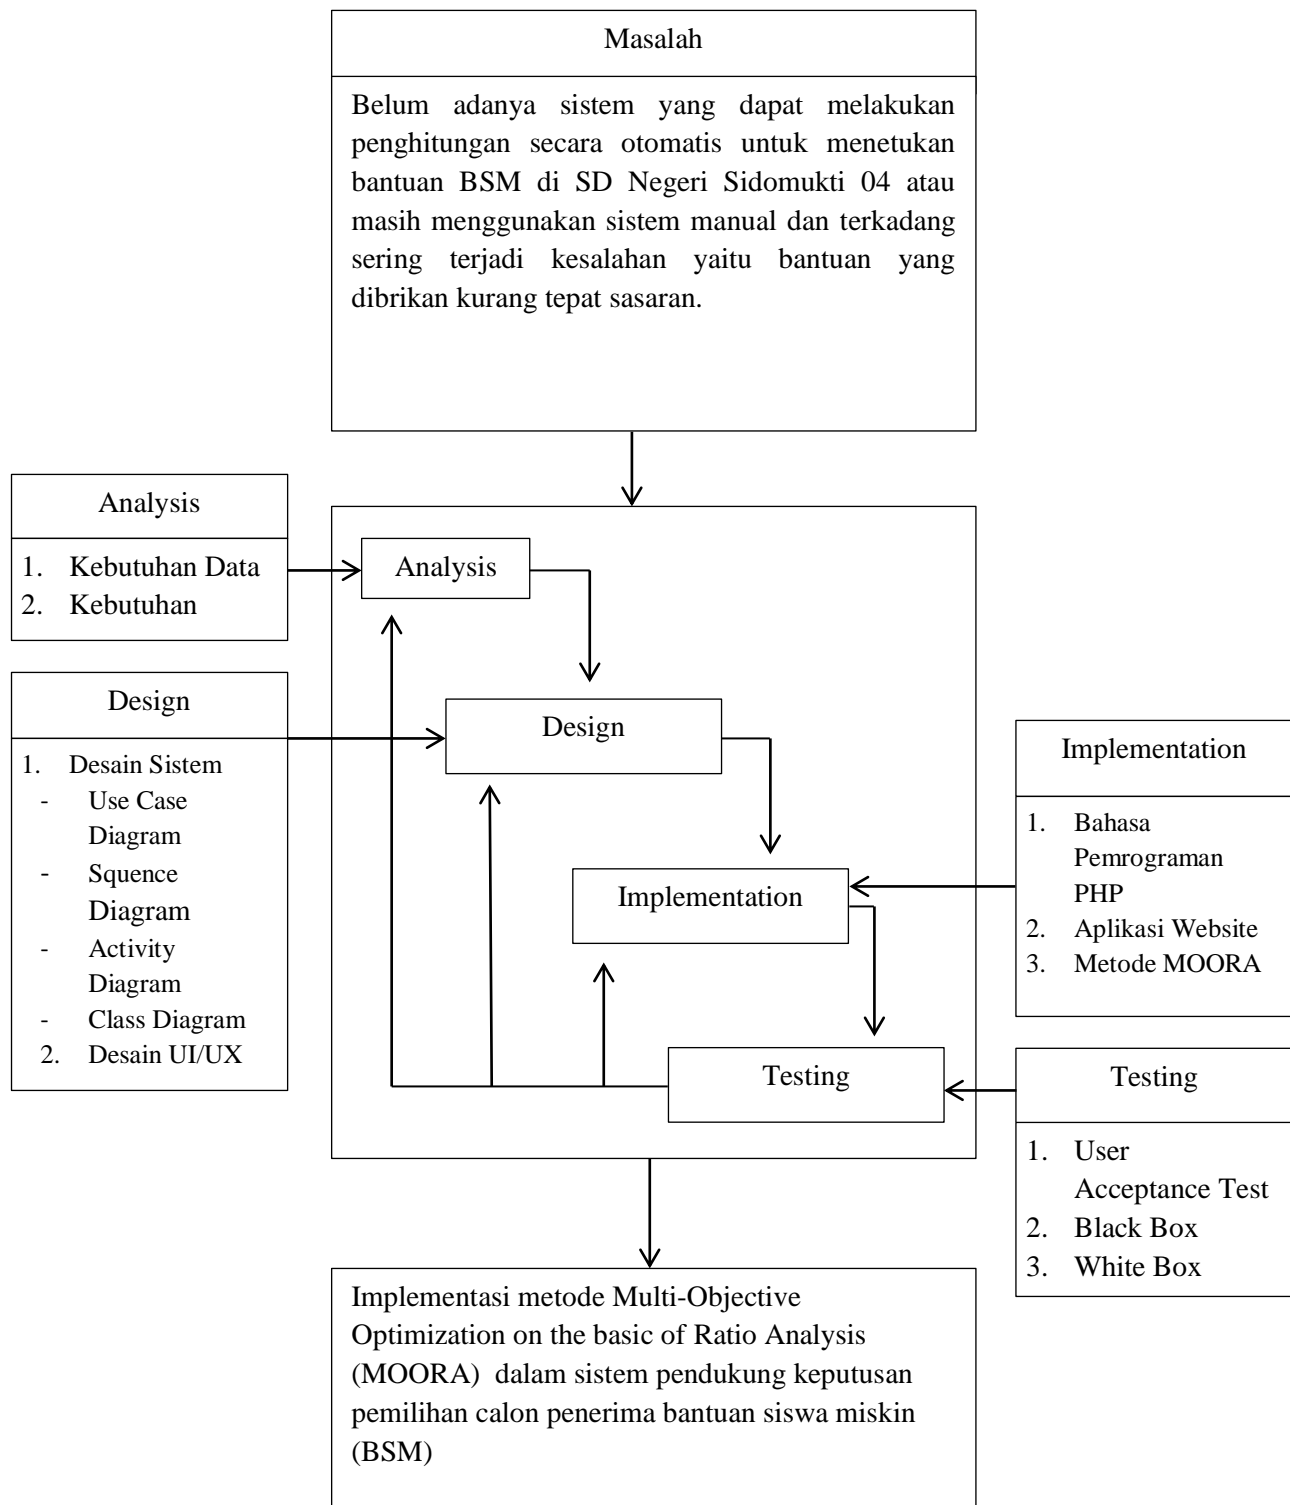 Masalah
Belum adanya sistem yang dapat melakukan
penghitungan secara otomatis untuk menetukan
bantuan BSM di SD Negeri Sidomukti 04 atau
masih menggunakan sistem manual dan terkadang
sering terjadi kesalahan yaitu bantuan yang
dibrikan kurang tepat sasaran.
Analysis
1. Kebutuhan Data
2. Kebutuhan
Analysis
Design
1. Desain Sistem
- Use Case
Diagram
- Squence
Diagram
- Activity
Diagram
- Class Diagram
2. Desain UI/UX
Design
Implementation
Implementation
1. Bahasa
Pemrograman
PHP
2. Aplikasi Website
3. Metode MOORA
Testing
Testing
1. User
Acceptance Test
2. Black Box
3. White Box
Implementasi metode Multi-Objective
Optimization on the basic of Ratio Analysis
(MOORA) dalam sistem pendukung keputusan
pemilihan calon penerima bantuan siswa miskin
(BSM)